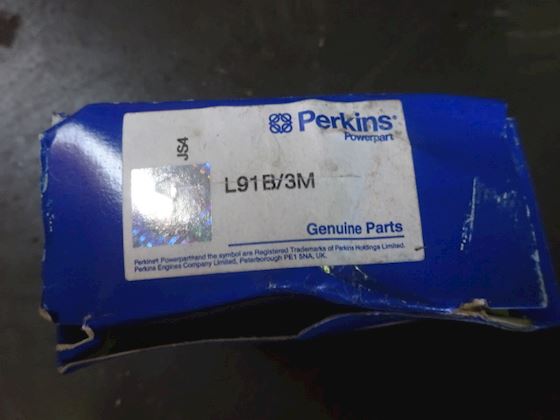 Perkins®
Powerpart
JS4
L91B/3M
Genuine Parts
Perkins® Powerpart and the symbol are Registered Trademarks of Perkins Holdings Limited.
Perkins Engines Company Limited, Peterborough PE1 5NA, UK.